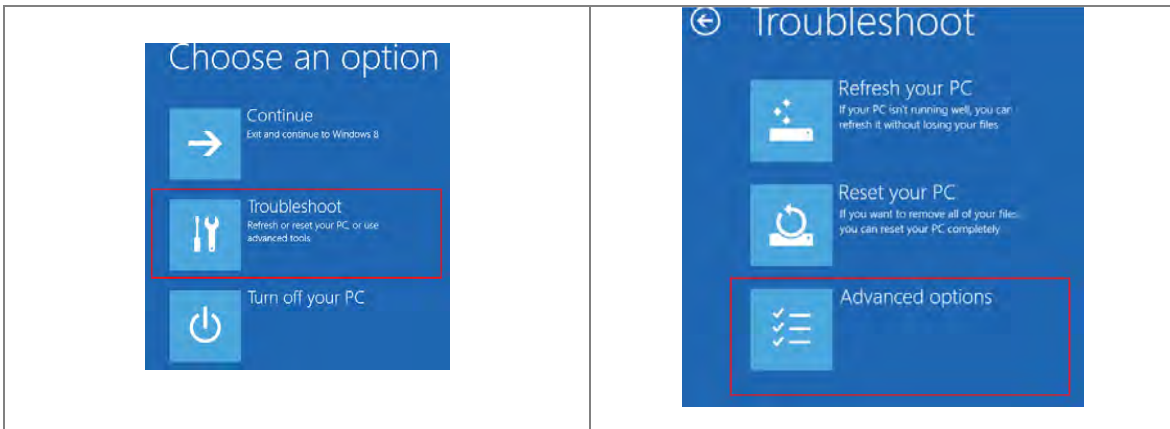 Choose an option
Continue
Exit and continue to Windows 8
Troubleshoot
Refresh or reset your PC, or use
advanced tools
Turn off your PC
Troubleshoot
Refresh your PC
If your PC isn't running well, you can
refresh it without losing your files
Reset your PC
If you want to remove all of your files
you can reset your PC completely
Advanced options